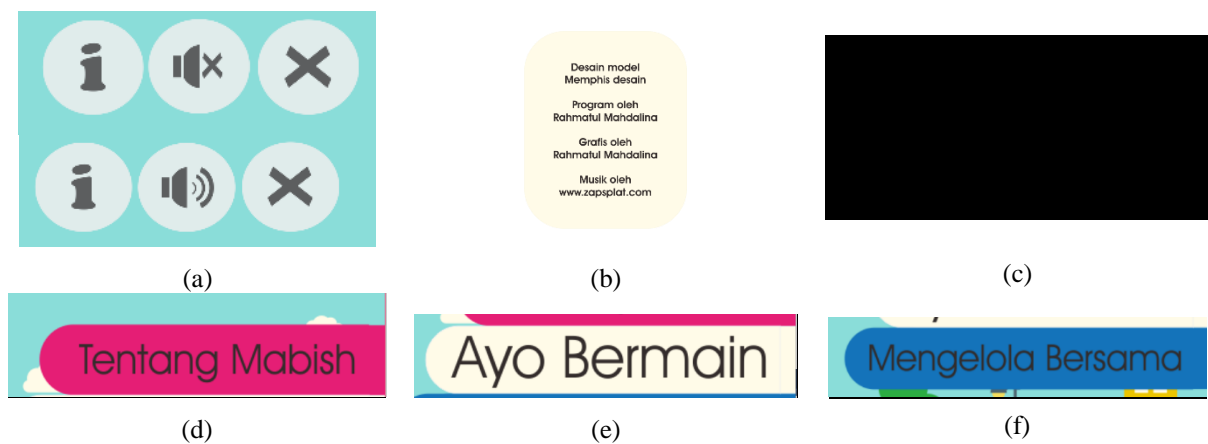 Desain model
Memphis desain
Program oleh
Rahmatul Mahdalina
Grafis oleh
Rahmatul Mahdalina
Musik oleh
www.zapsplat.com
(a)
(b)
(c)
Tentang Mabish
Ayo Bermain
Mengelola Bersama
(d)
(e)
(f)